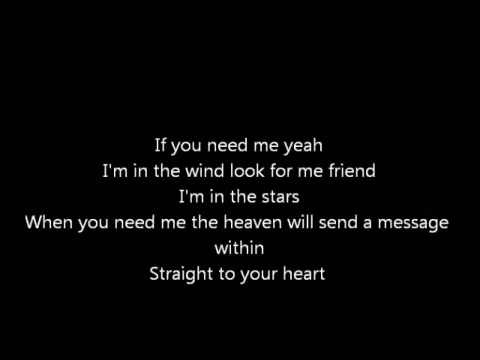 If you need me yeah
I'm in the wind look for me friend
I'm in the stars
When you need me the heaven will send a message
within
Straight to your heart